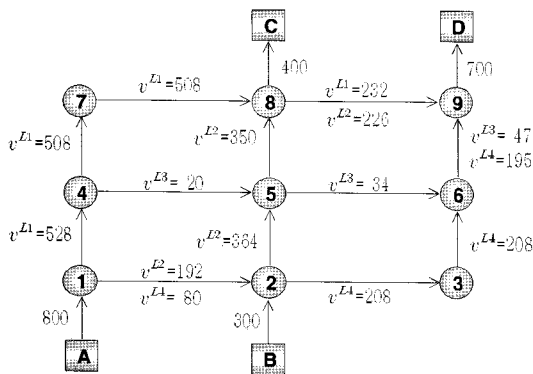 C
D
400
700
v^{L1}=508
v^{L1}=232
7
8
9
v^{L2}=226
v^{L2}=350
v^{L3}= 47
v^{L1}=508
v^{L4}=195
v^{L3}= 20
v^{L3}= 34
4
5
6
v^{L1}=528
v^{L2}=364
v^{L4}=208
v^{L2}=192
1
2
3
v^{L4}= 80
v^{L4}=208
800
300
A
B